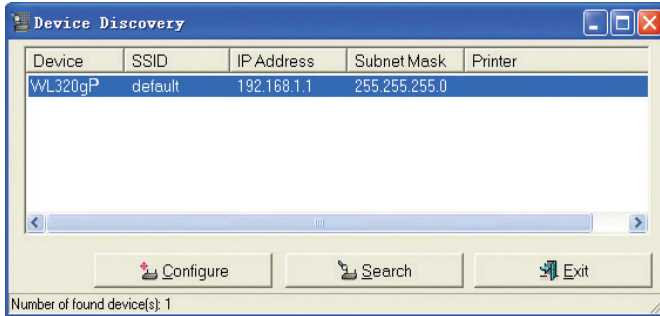 Device Discovery
Device SSID IP Address Subnet Mask Printer
WL320gP default 192.168.1.1 255.255.255.0
Configure Search Exit
Number of found device(s): 1